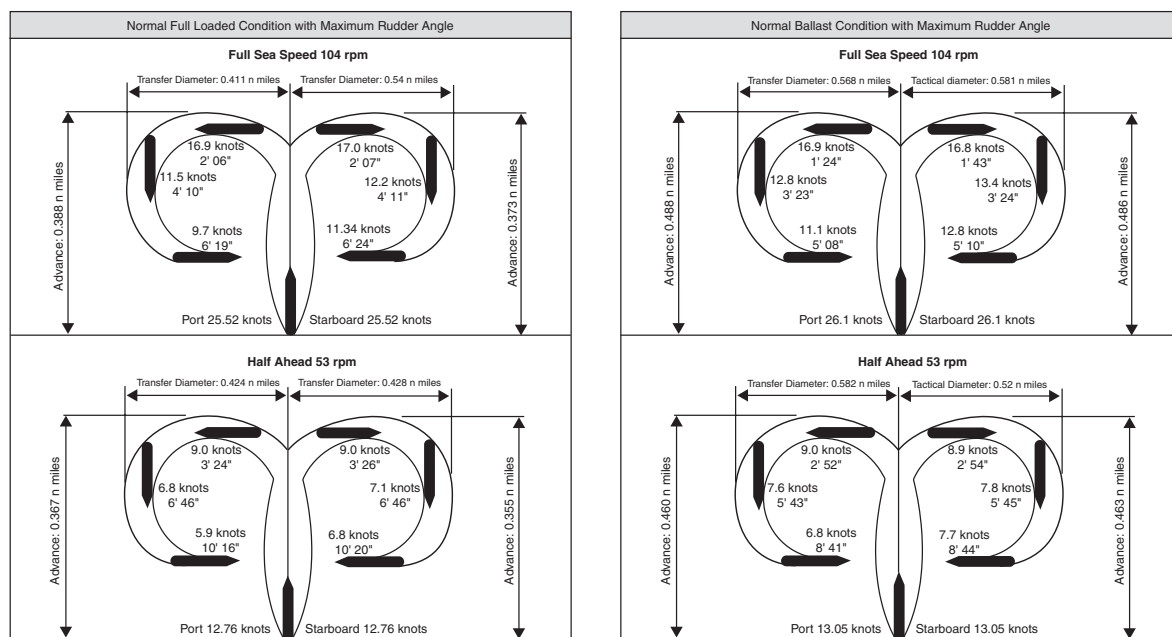 Normal Full Loaded Condition with Maximum Rudder Angle
Full Sea Speed 104 rpm
Transfer Diameter: 0.411 n miles
Transfer Diameter: 0.54 n miles
Advance: 0.388 n miles
16.9 knots
2' 06"
17.0 knots
2' 07"
11.5 knots
4' 10"
12.2 knots
4' 11"
9.7 knots
6' 19"
11.34 knots
6' 24"
Advance: 0.373 n miles
Port 25.52 knots
Starboard 25.52 knots
Half Ahead 53 rpm
Transfer Diameter: 0.424 n miles
Transfer Diameter: 0.428 n miles
Advance: 0.367 n miles
9.0 knots
3' 24"
9.0 knots
3' 26"
6.8 knots
6' 46"
7.1 knots
6' 46"
5.9 knots
10' 16"
6.8 knots
10' 20"
Advance: 0.355 n miles
Port 12.76 knots
Starboard 12.76 knots
Normal Ballast Condition with Maximum Rudder Angle
Full Sea Speed 104 rpm
Transfer Diameter: 0.568 n miles
Tactical diameter: 0.581 n miles
Advance: 0.488 n miles
16.9 knots
1' 24"
16.8 knots
1' 43"
12.8 knots
3' 23"
13.4 knots
3' 24"
11.1 knots
5' 08"
12.8 knots
5' 10"
Advance: 0.486 n miles
Port 26.1 knots
Starboard 26.1 knots
Half Ahead 53 rpm
Transfer Diameter: 0.582 n miles
Tactical Diameter: 0.52 n miles
Advance: 0.460 n miles
9.0 knots
2' 52"
8.9 knots
2' 54"
7.6 knots
5' 43"
7.8 knots
5' 45"
6.8 knots
8' 41"
7.7 knots
8' 44"
Advance: 0.463 n miles
Port 13.05 knots
Starboard 13.05 knots